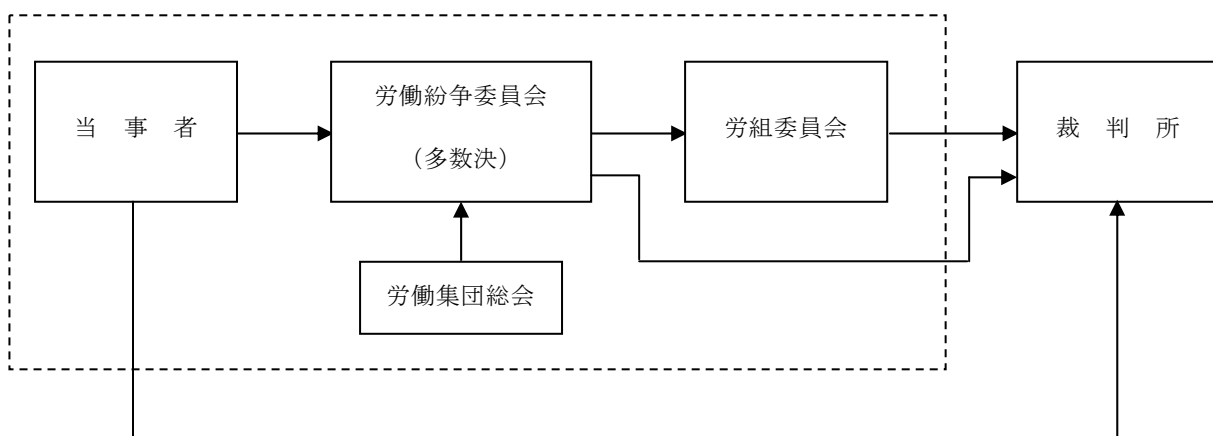 当　事　者
労働紛争委員会
（多数決）
労組委員会
裁　判　所
労働集団総会